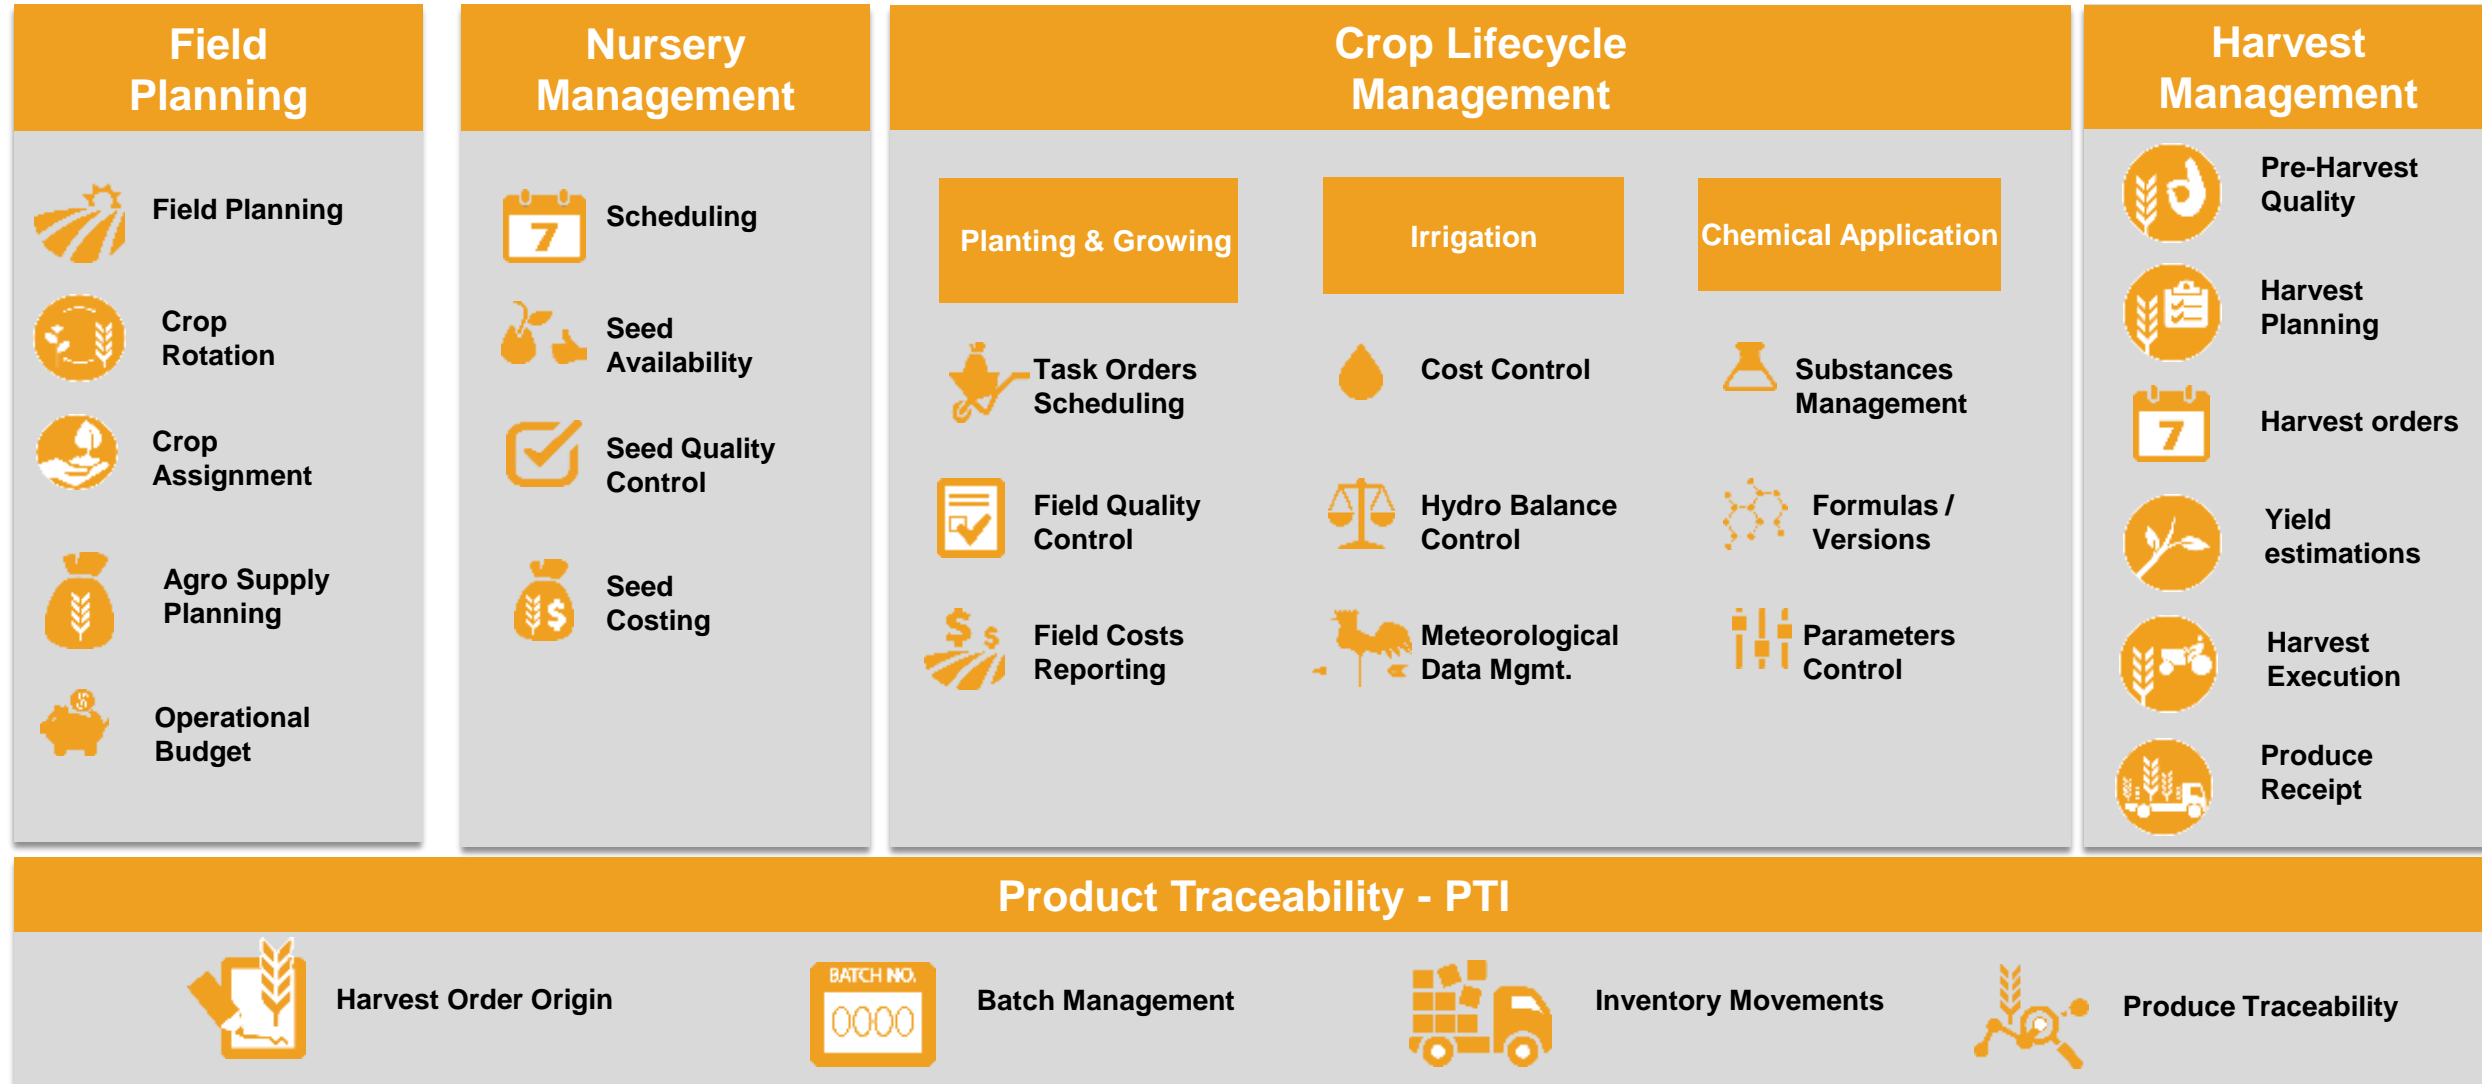 Field
Planning
Field Planning
Crop
Rotation
Crop
Assignment
Agro Supply
Planning
Operational
Budget
Nursery
Management
7
Scheduling
Seed
Availability
Seed Quality
Control
$
Seed
Costing
Crop Lifecycle
Management
Planting & Growing
Task Orders
Scheduling
Field Quality
Control
$ $
Field Costs
Reporting
Irrigation
Cost Control
Hydro Balance
Control
Meteorological
Data Mgmt.
Chemical Application
Substances
Management
Formulas /
Versions
Parameters
Control
Harvest
Management
Pre-Harvest
Quality
Harvest
Planning
7
Harvest orders
Yield
estimations
Harvest
Execution
Produce
Receipt
Product Traceability - PTI
Harvest Order Origin
BATCH NO.
0000
Batch Management
Inventory Movements
Produce Traceability